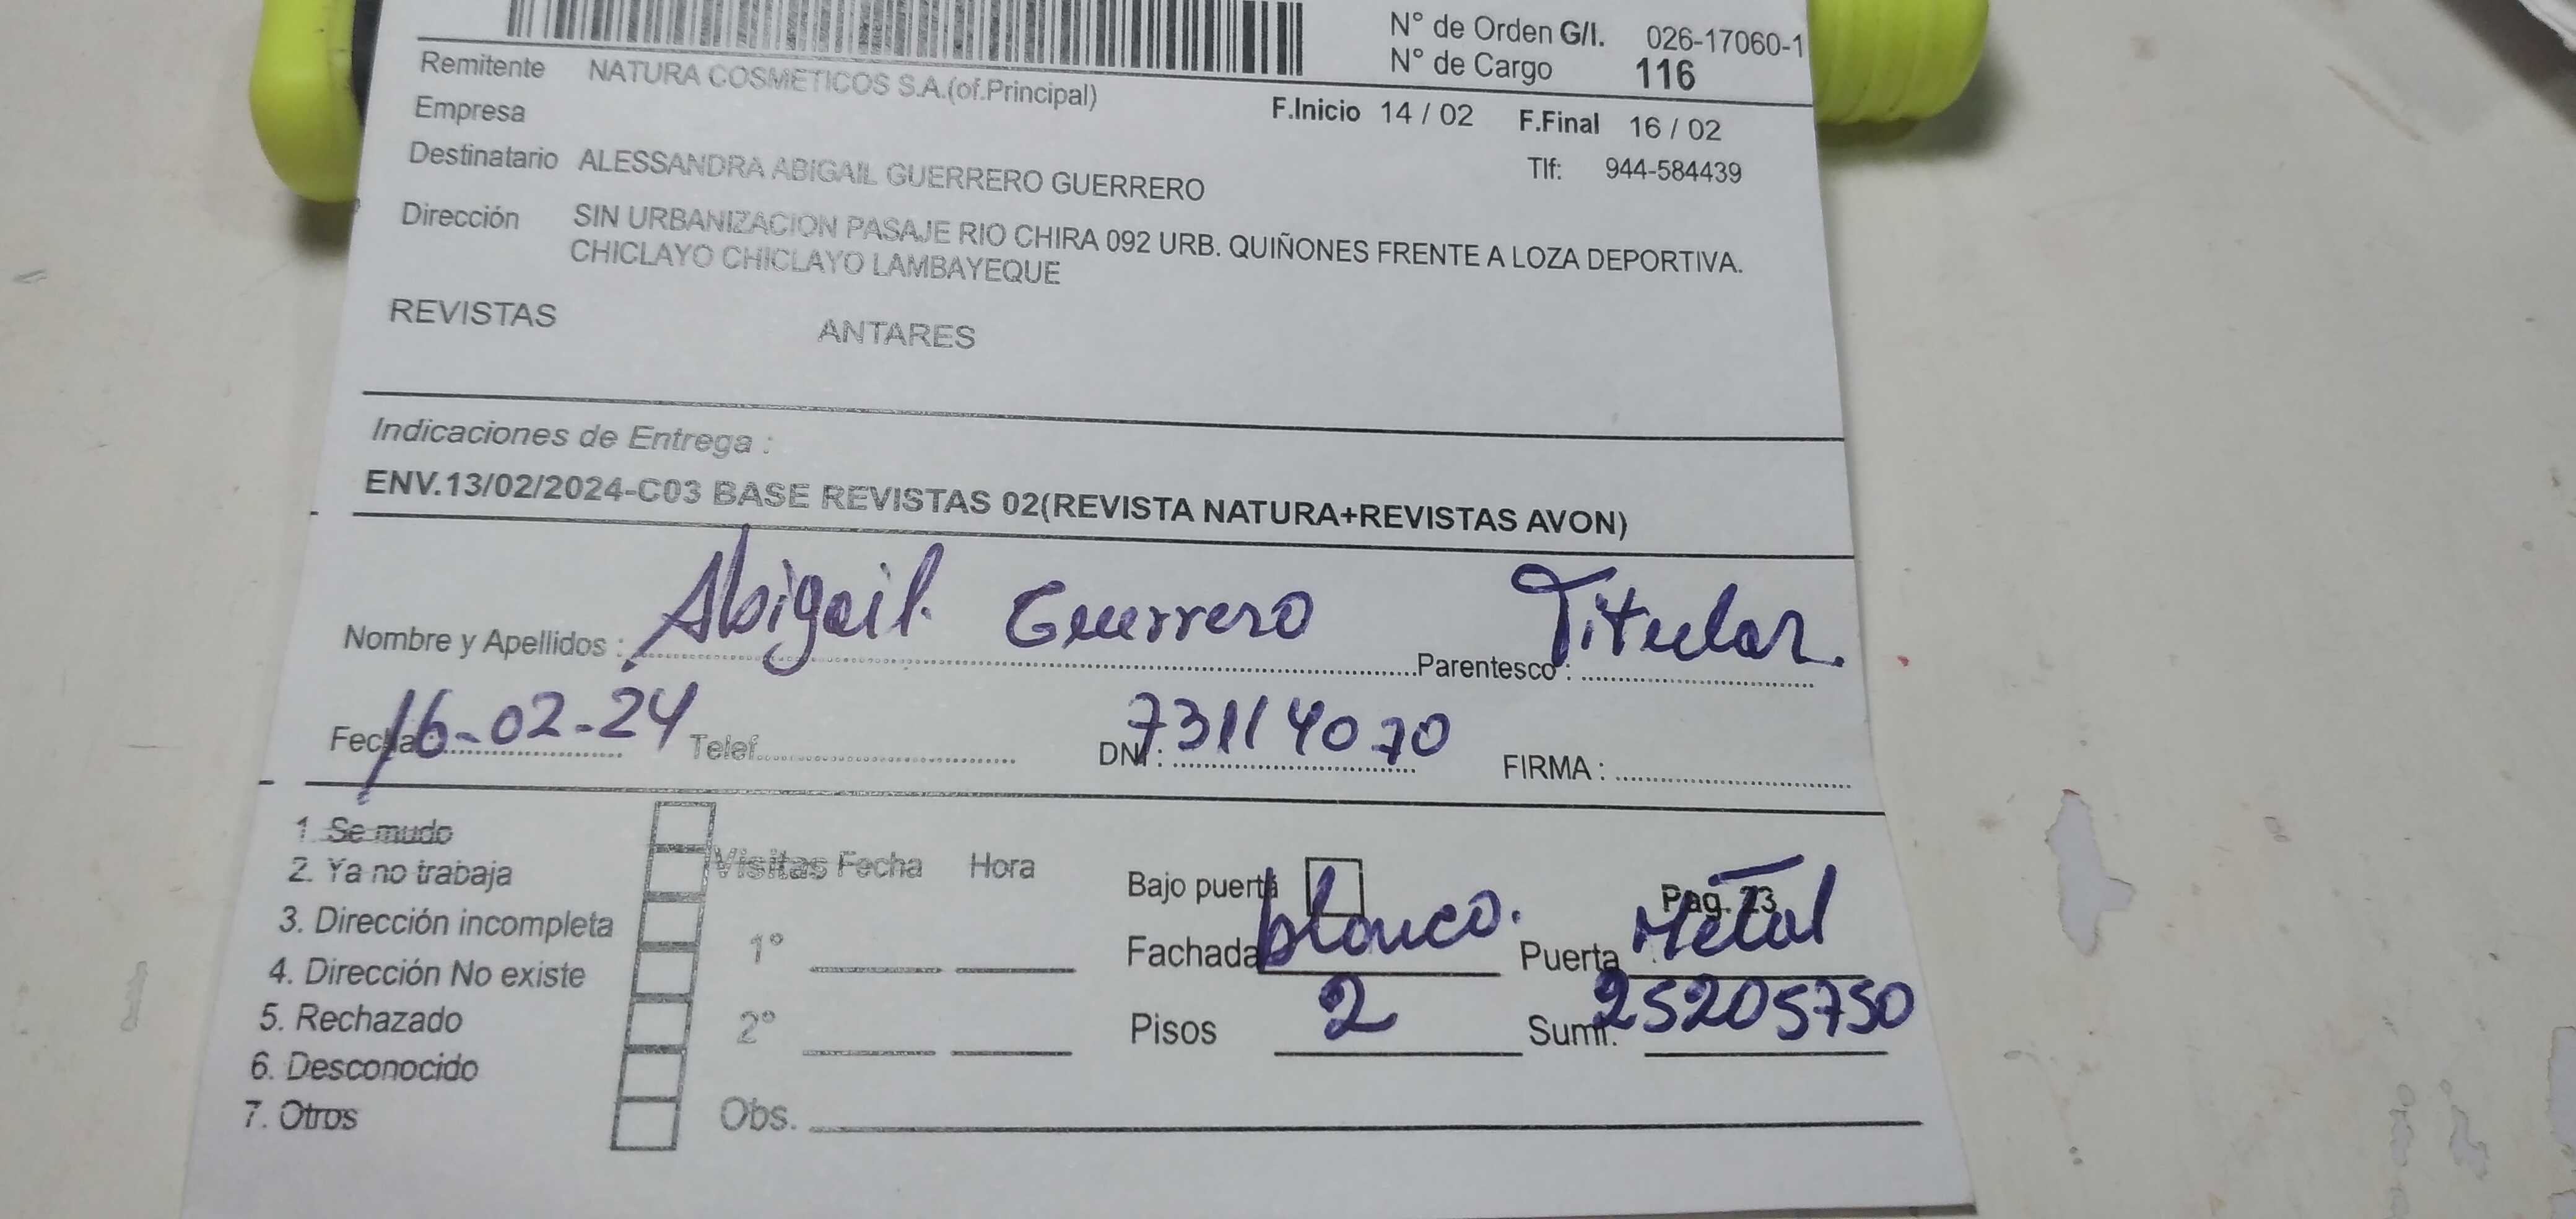 N° de Orden G/I. 026-17060-1
N° de Cargo 116
Remitente NATURA COSMETICOS S.A.(of.Principal)
Empresa F.Inicio 14 / 02 F.Final 16 / 02
Destinatario ALESSANDRA ABIGAIL GUERRERO GUERRERO Tlf: 944-584439
Dirección SIN URBANIZACION PASAJE RIO CHIRA 092 URB. QUIÑONES FRENTE A LOZA DEPORTIVA.
CHICLAYO CHICLAYO LAMBAYEQUE
REVISTAS ANTARES
Indicaciones de Entrega :
ENV.13/02/2024-C03 BASE REVISTAS 02(REVISTA NATURA+REVISTAS AVON)
Nombre y Apellidos : Abigail Guerrero Parentesco : Titular.
Fecha 16-02-24 Telef. DNI : 73114070 FIRMA :
1. Se mudo
2. Ya no trabaja Visitas Fecha Hora Bajo puerta Pag. 23
3. Dirección incompleta 1° Fachada blanco. Puerta Metal
4. Dirección No existe
5. Rechazado 2° Pisos 2 Sumi. 25205750
6. Desconocido
7. Otros Obs.